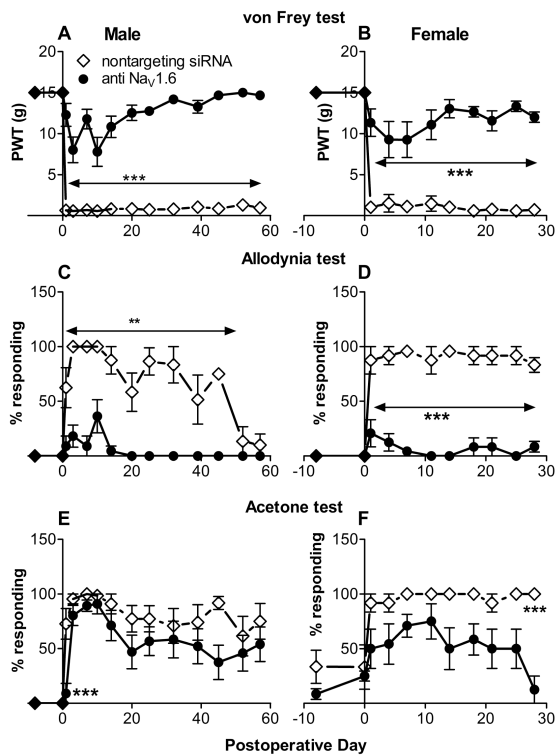 von Frey test
A Male B Female
◇ nontargeting siRNA
● anti NaV1.6
20 20
15 15
10 10
5 5
PWT (g) PWT (g)
*** ***
0 20 40 60 -10 0 10 20 30
Allodynia test
C D
150 150
100 100
50 50
% responding % responding
** ***
0 20 40 60 -10 0 10 20 30
Acetone test
E F
150 150
100 100
50 50
% responding % responding
*** ***
0 20 40 60 -10 0 10 20 30
Postoperative Day